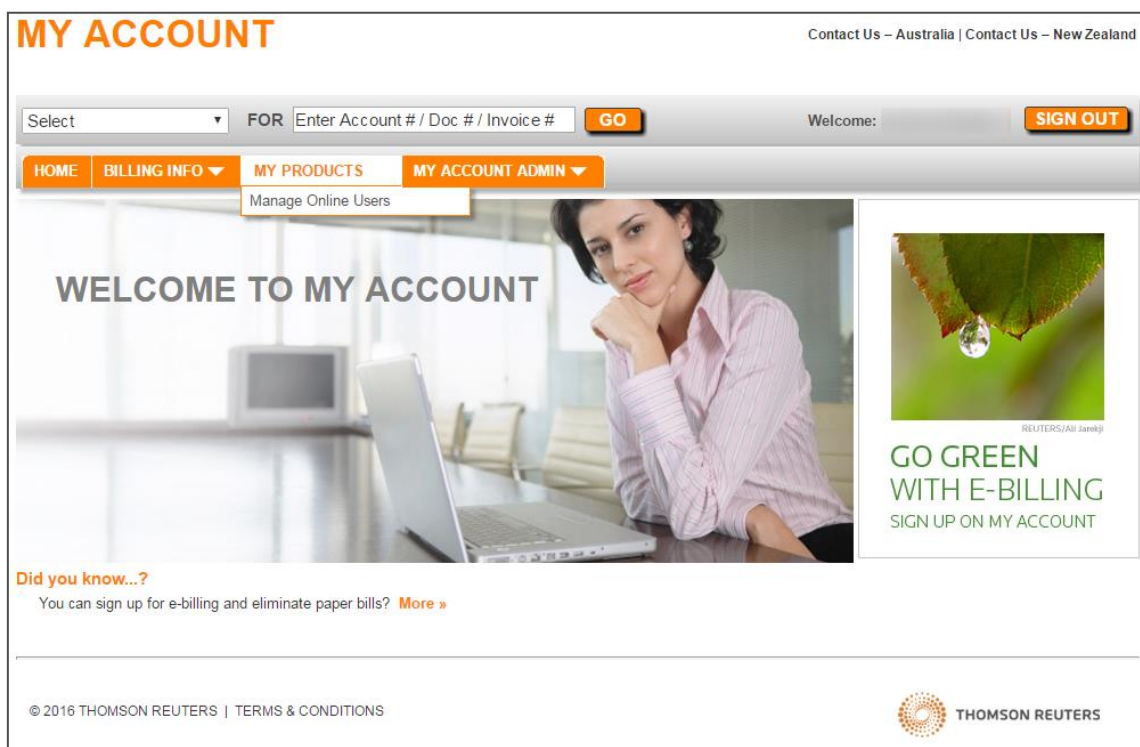 MY ACCOUNT
Contact Us – Australia | Contact Us – New Zealand
Select FOR Enter Account # / Doc # / Invoice # GO Welcome: SIGN OUT
HOME BILLING INFO MY PRODUCTS MY ACCOUNT ADMIN
Manage Online Users
WELCOME TO MY ACCOUNT
REUTERS/Ali Jarekji
GO GREEN
WITH E-BILLING
SIGN UP ON MY ACCOUNT
Did you know...?
You can sign up for e-billing and eliminate paper bills? More »
© 2016 THOMSON REUTERS | TERMS & CONDITIONS
THOMSON REUTERS